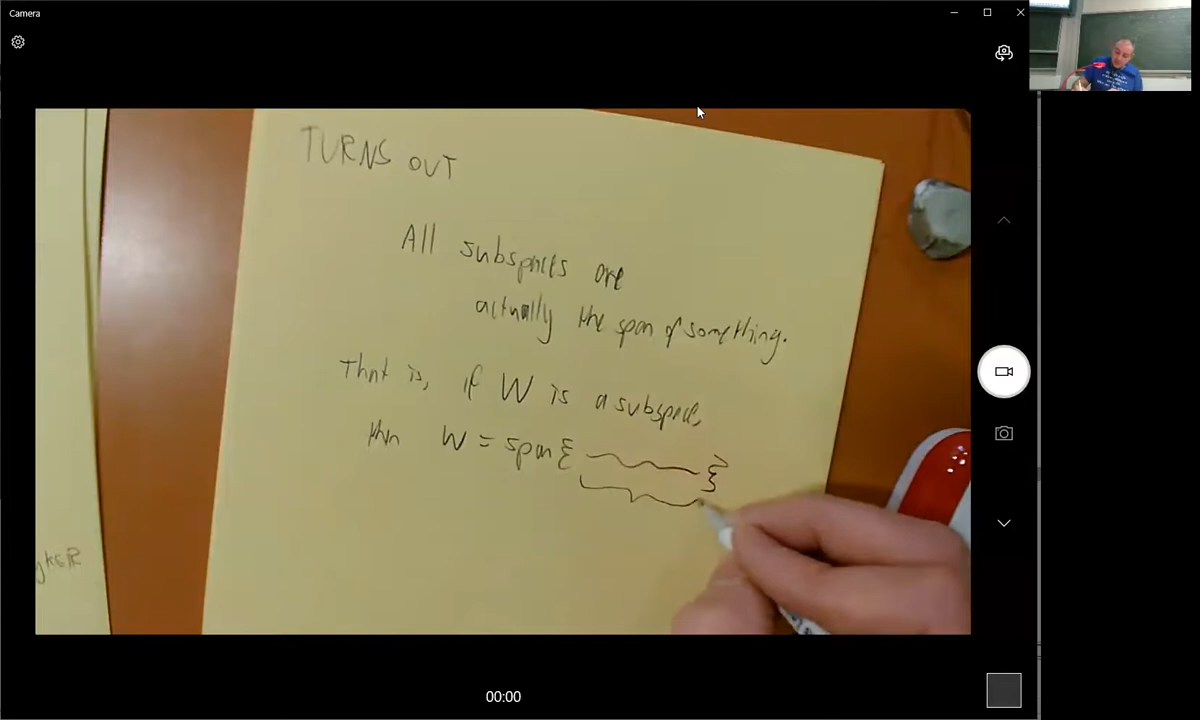 Camera
TURNS OUT
All subspaces are
actually the span of something.
That is, if W is a subspace,
then W = span{ }
YKER
00:00